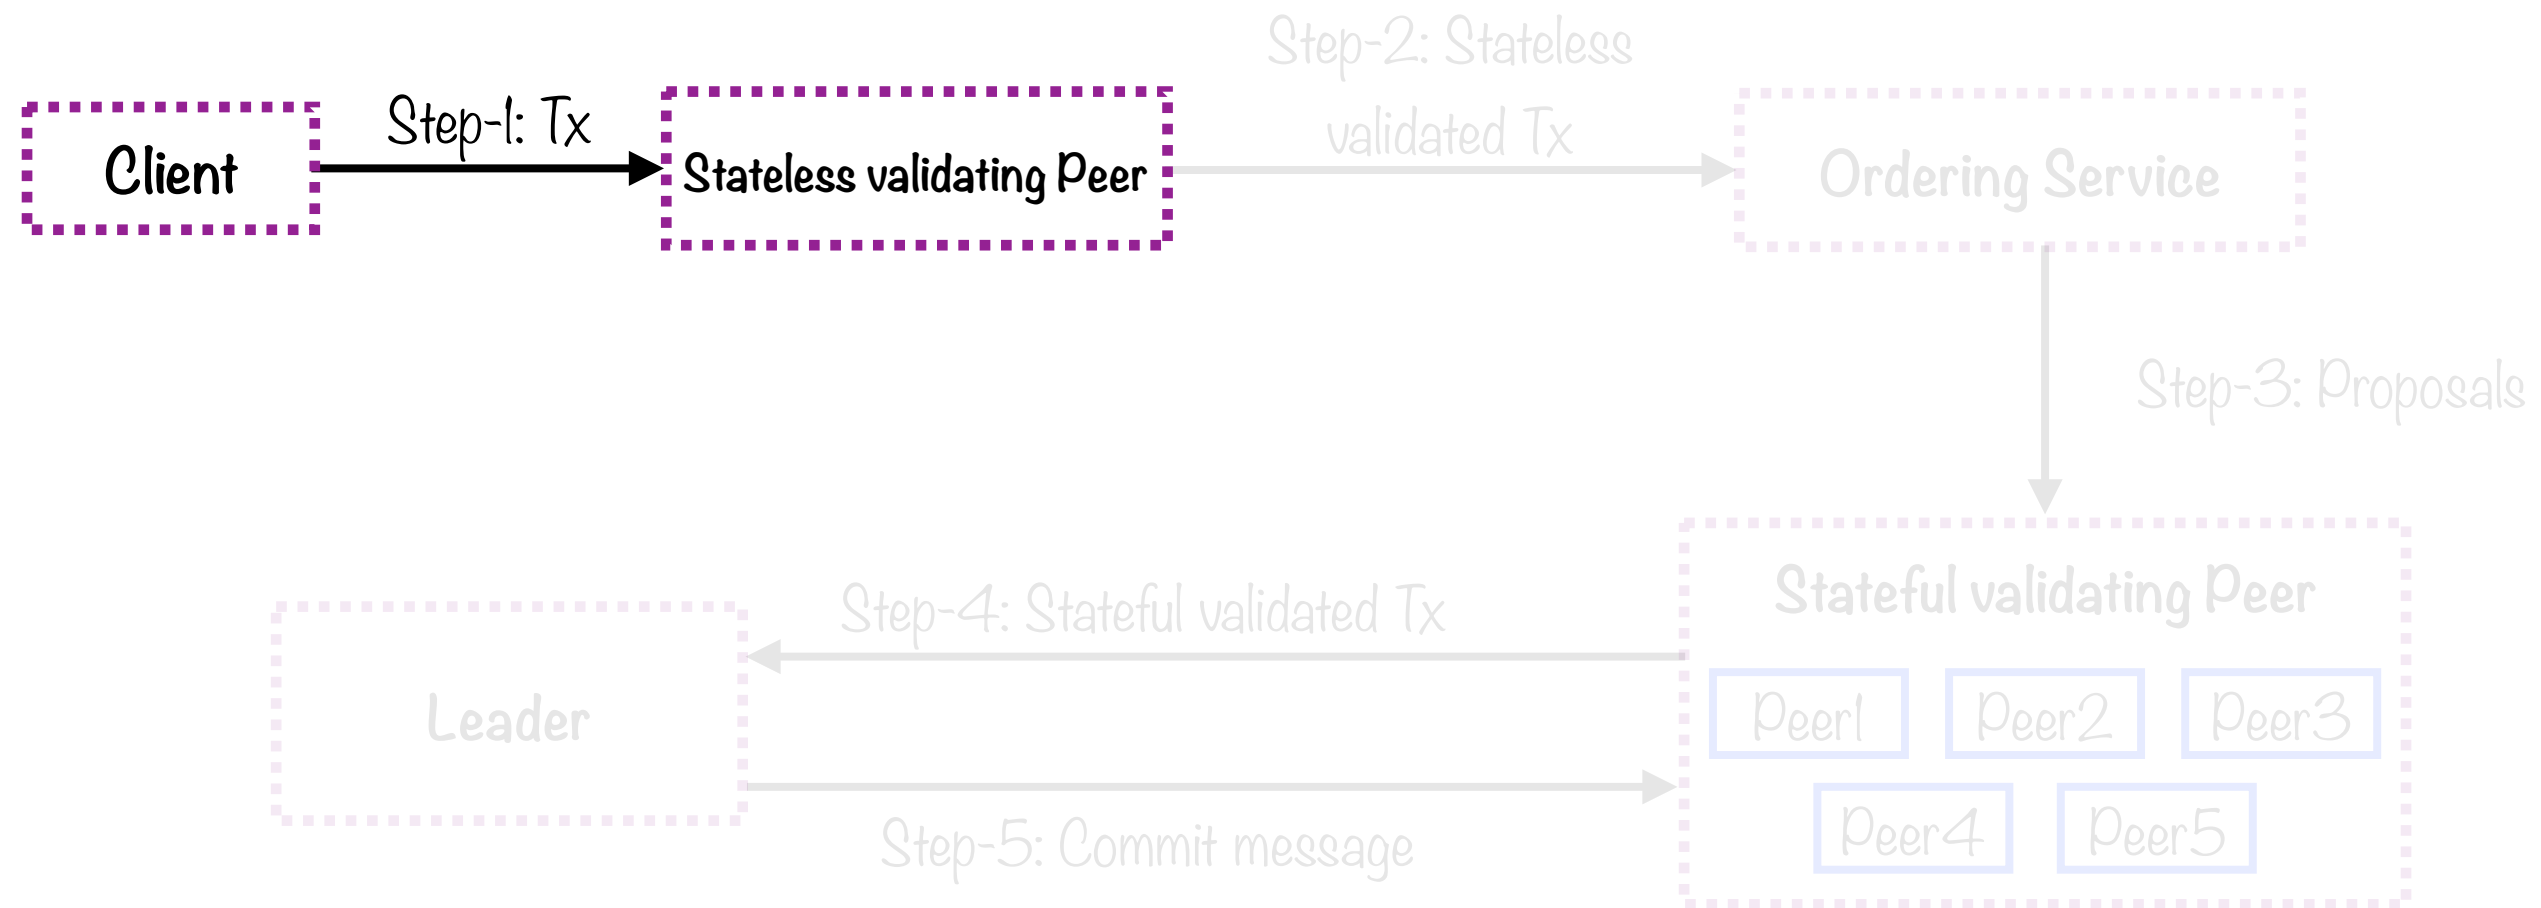 Client
Step-1: Tx
Stateless validating Peer
Step-2: Stateless
validated Tx
Ordering Service
Step-3: Proposals
Stateful validating Peer
Peer1
Peer2
Peer3
Peer4
Peer5
Step-4: Stateful validated Tx
Leader
Step-5: Commit message